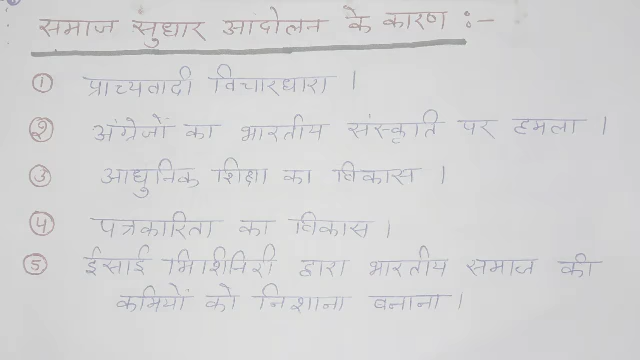 समाज सुधार आंदोलन के कारण :-
① प्राच्यवादी विचारधारा ।
② अंग्रेजों का भारतीय संस्कृति पर हमला ।
③ आधुनिक शिक्षा का विकास ।
④ पत्रकारिता का विकास ।
⑤ ईसाई मिशिनिरी द्वारा भारतीय समाज की
कमियों को निशाना बनाना ।